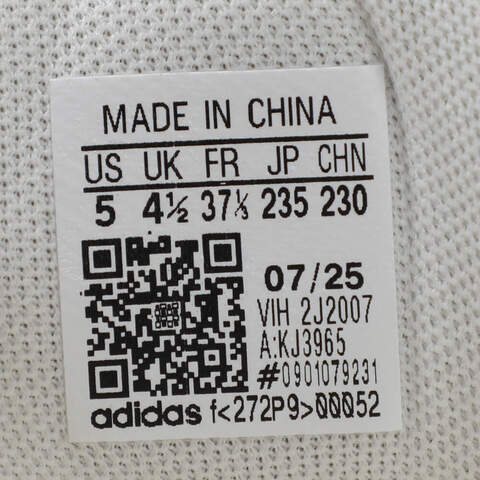 MADE IN CHINA
US UK FR JP CHN
5 4½ 37⅓ 235 230
07/25
VIH 2J2007
A:KJ3965
#0901079231
adidas f<272P9>00052